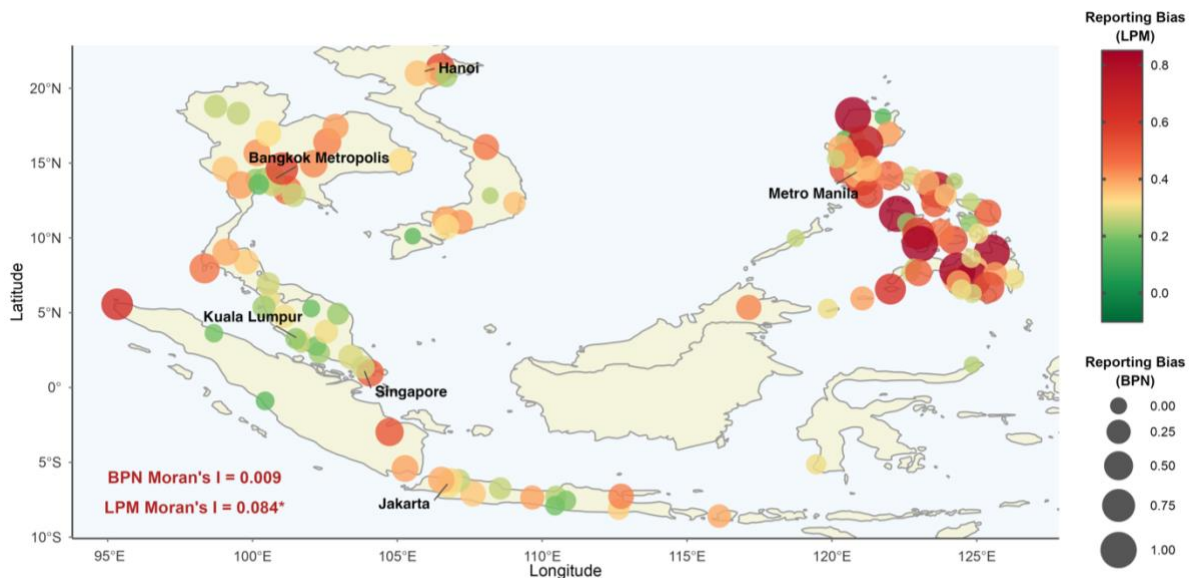 Reporting Bias
(LPM)
0.8
0.6
0.4
0.2
0.0
Reporting Bias
(BPN)
0.00
0.25
0.50
0.75
1.00
Latitude
20°N
15°N
10°N
5°N
0°
5°S
10°S
Hanoi
Bangkok Metropolis
Metro Manila
Kuala Lumpur
Singapore
Jakarta
BPN Moran's I = 0.009
LPM Moran's I = 0.084*
95°E
100°E
105°E
110°E
115°E
120°E
125°E
Longitude